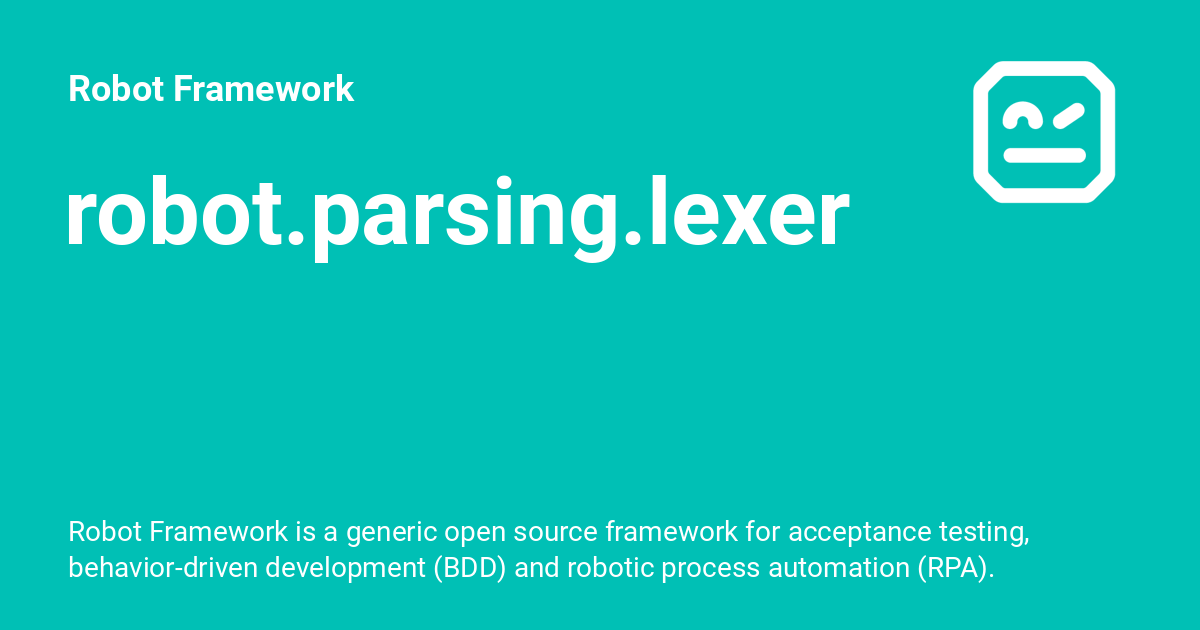 Robot Framework
robot.parsing.lexer
Robot Framework is a generic open source framework for acceptance testing,
behavior-driven development (BDD) and robotic process automation (RPA).